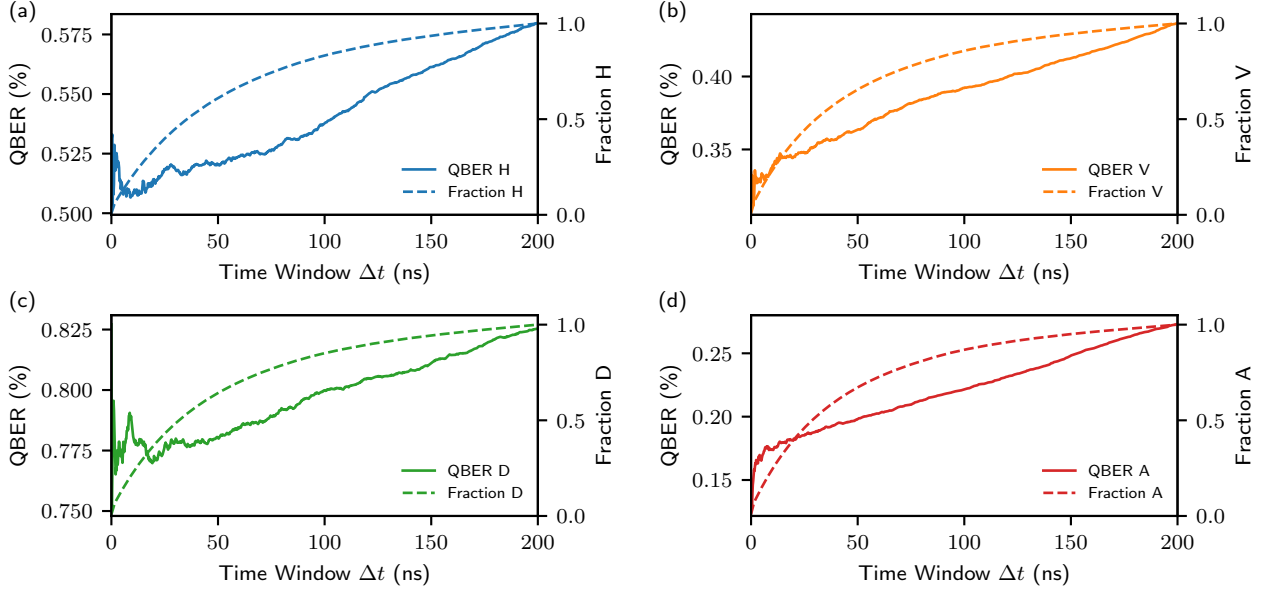 (a)
QBER (%)
0.575
0.550
0.525
0.500
1.0
0.5
0.0
Fraction H
QBER H
Fraction H
0
50
100
150
200
Time Window Δt (ns)
(b)
QBER (%)
0.40
0.35
1.0
0.5
0.0
Fraction V
QBER V
Fraction V
0
50
100
150
200
Time Window Δt (ns)
(c)
QBER (%)
0.825
0.800
0.775
0.750
1.0
0.5
0.0
Fraction D
QBER D
Fraction D
0
50
100
150
200
Time Window Δt (ns)
(d)
QBER (%)
0.25
0.20
0.15
1.0
0.5
0.0
Fraction A
QBER A
Fraction A
0
50
100
150
200
Time Window Δt (ns)